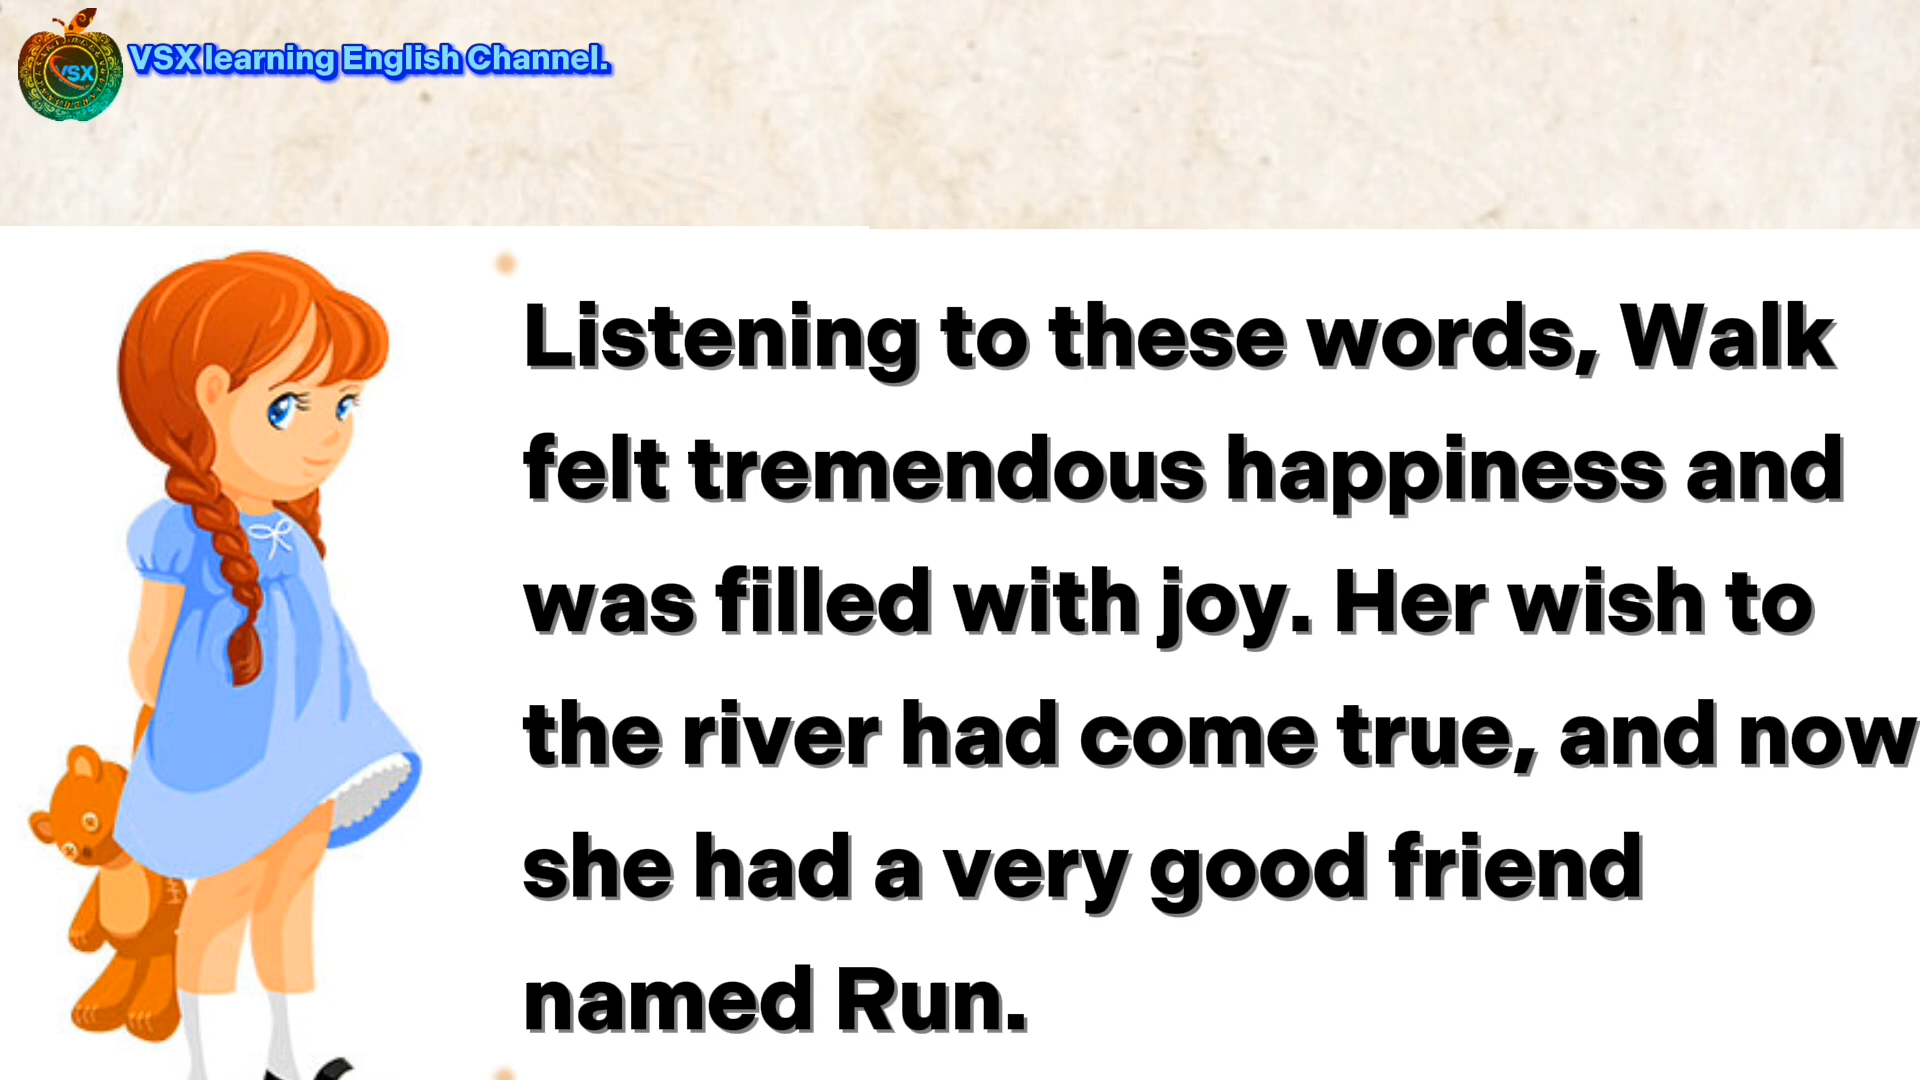 VSX
VSX learning English Channel.
Listening to these words, Walk
felt tremendous happiness and
was filled with joy. Her wish to
the river had come true, and now
she had a very good friend
named Run.